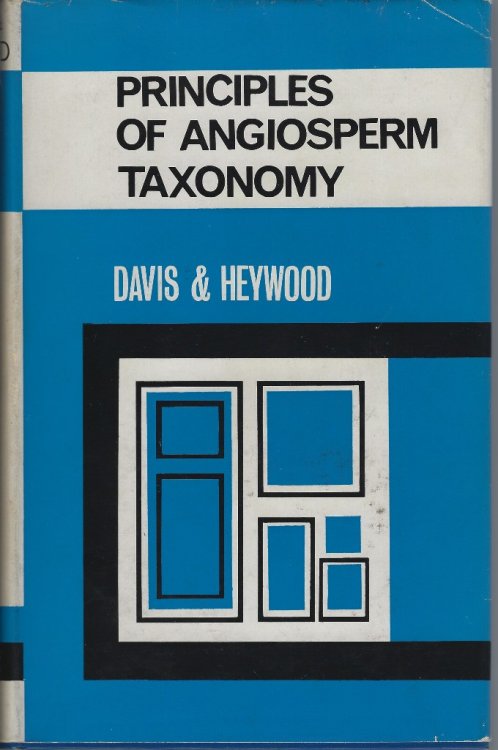 PRINCIPLES
OF ANGIOSPERM
TAXONOMY
DAVIS & HEYWOOD